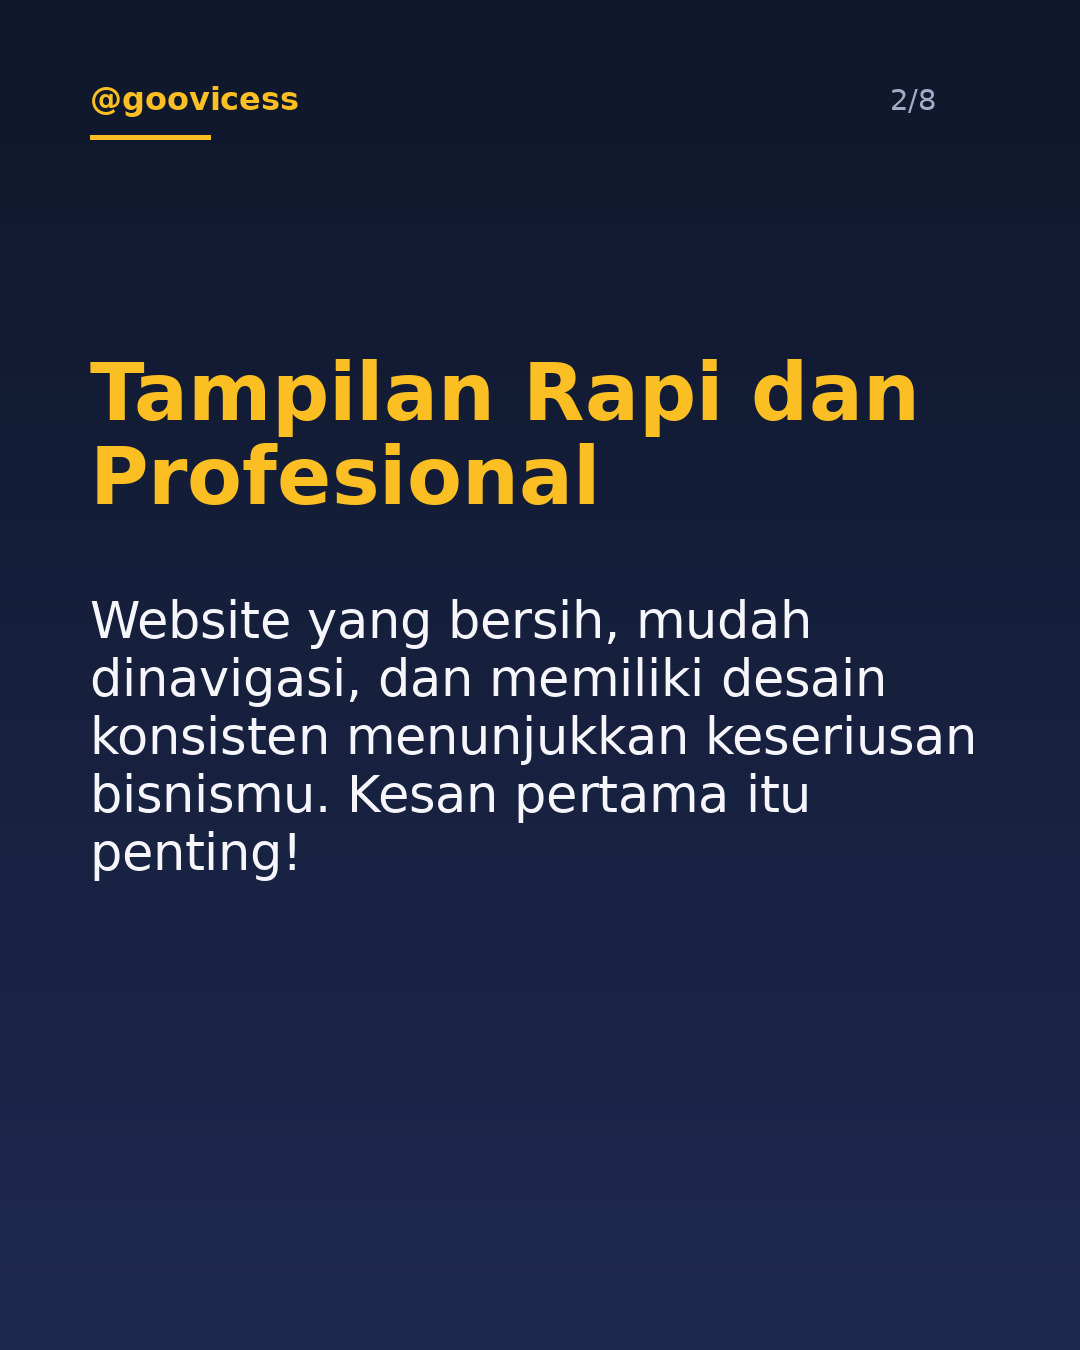 @goovicess
2/8
Tampilan Rapi dan
Profesional
Website yang bersih, mudah
dinavigasi, dan memiliki desain
konsisten menunjukkan keseriusan
bisnismu. Kesan pertama itu
penting!